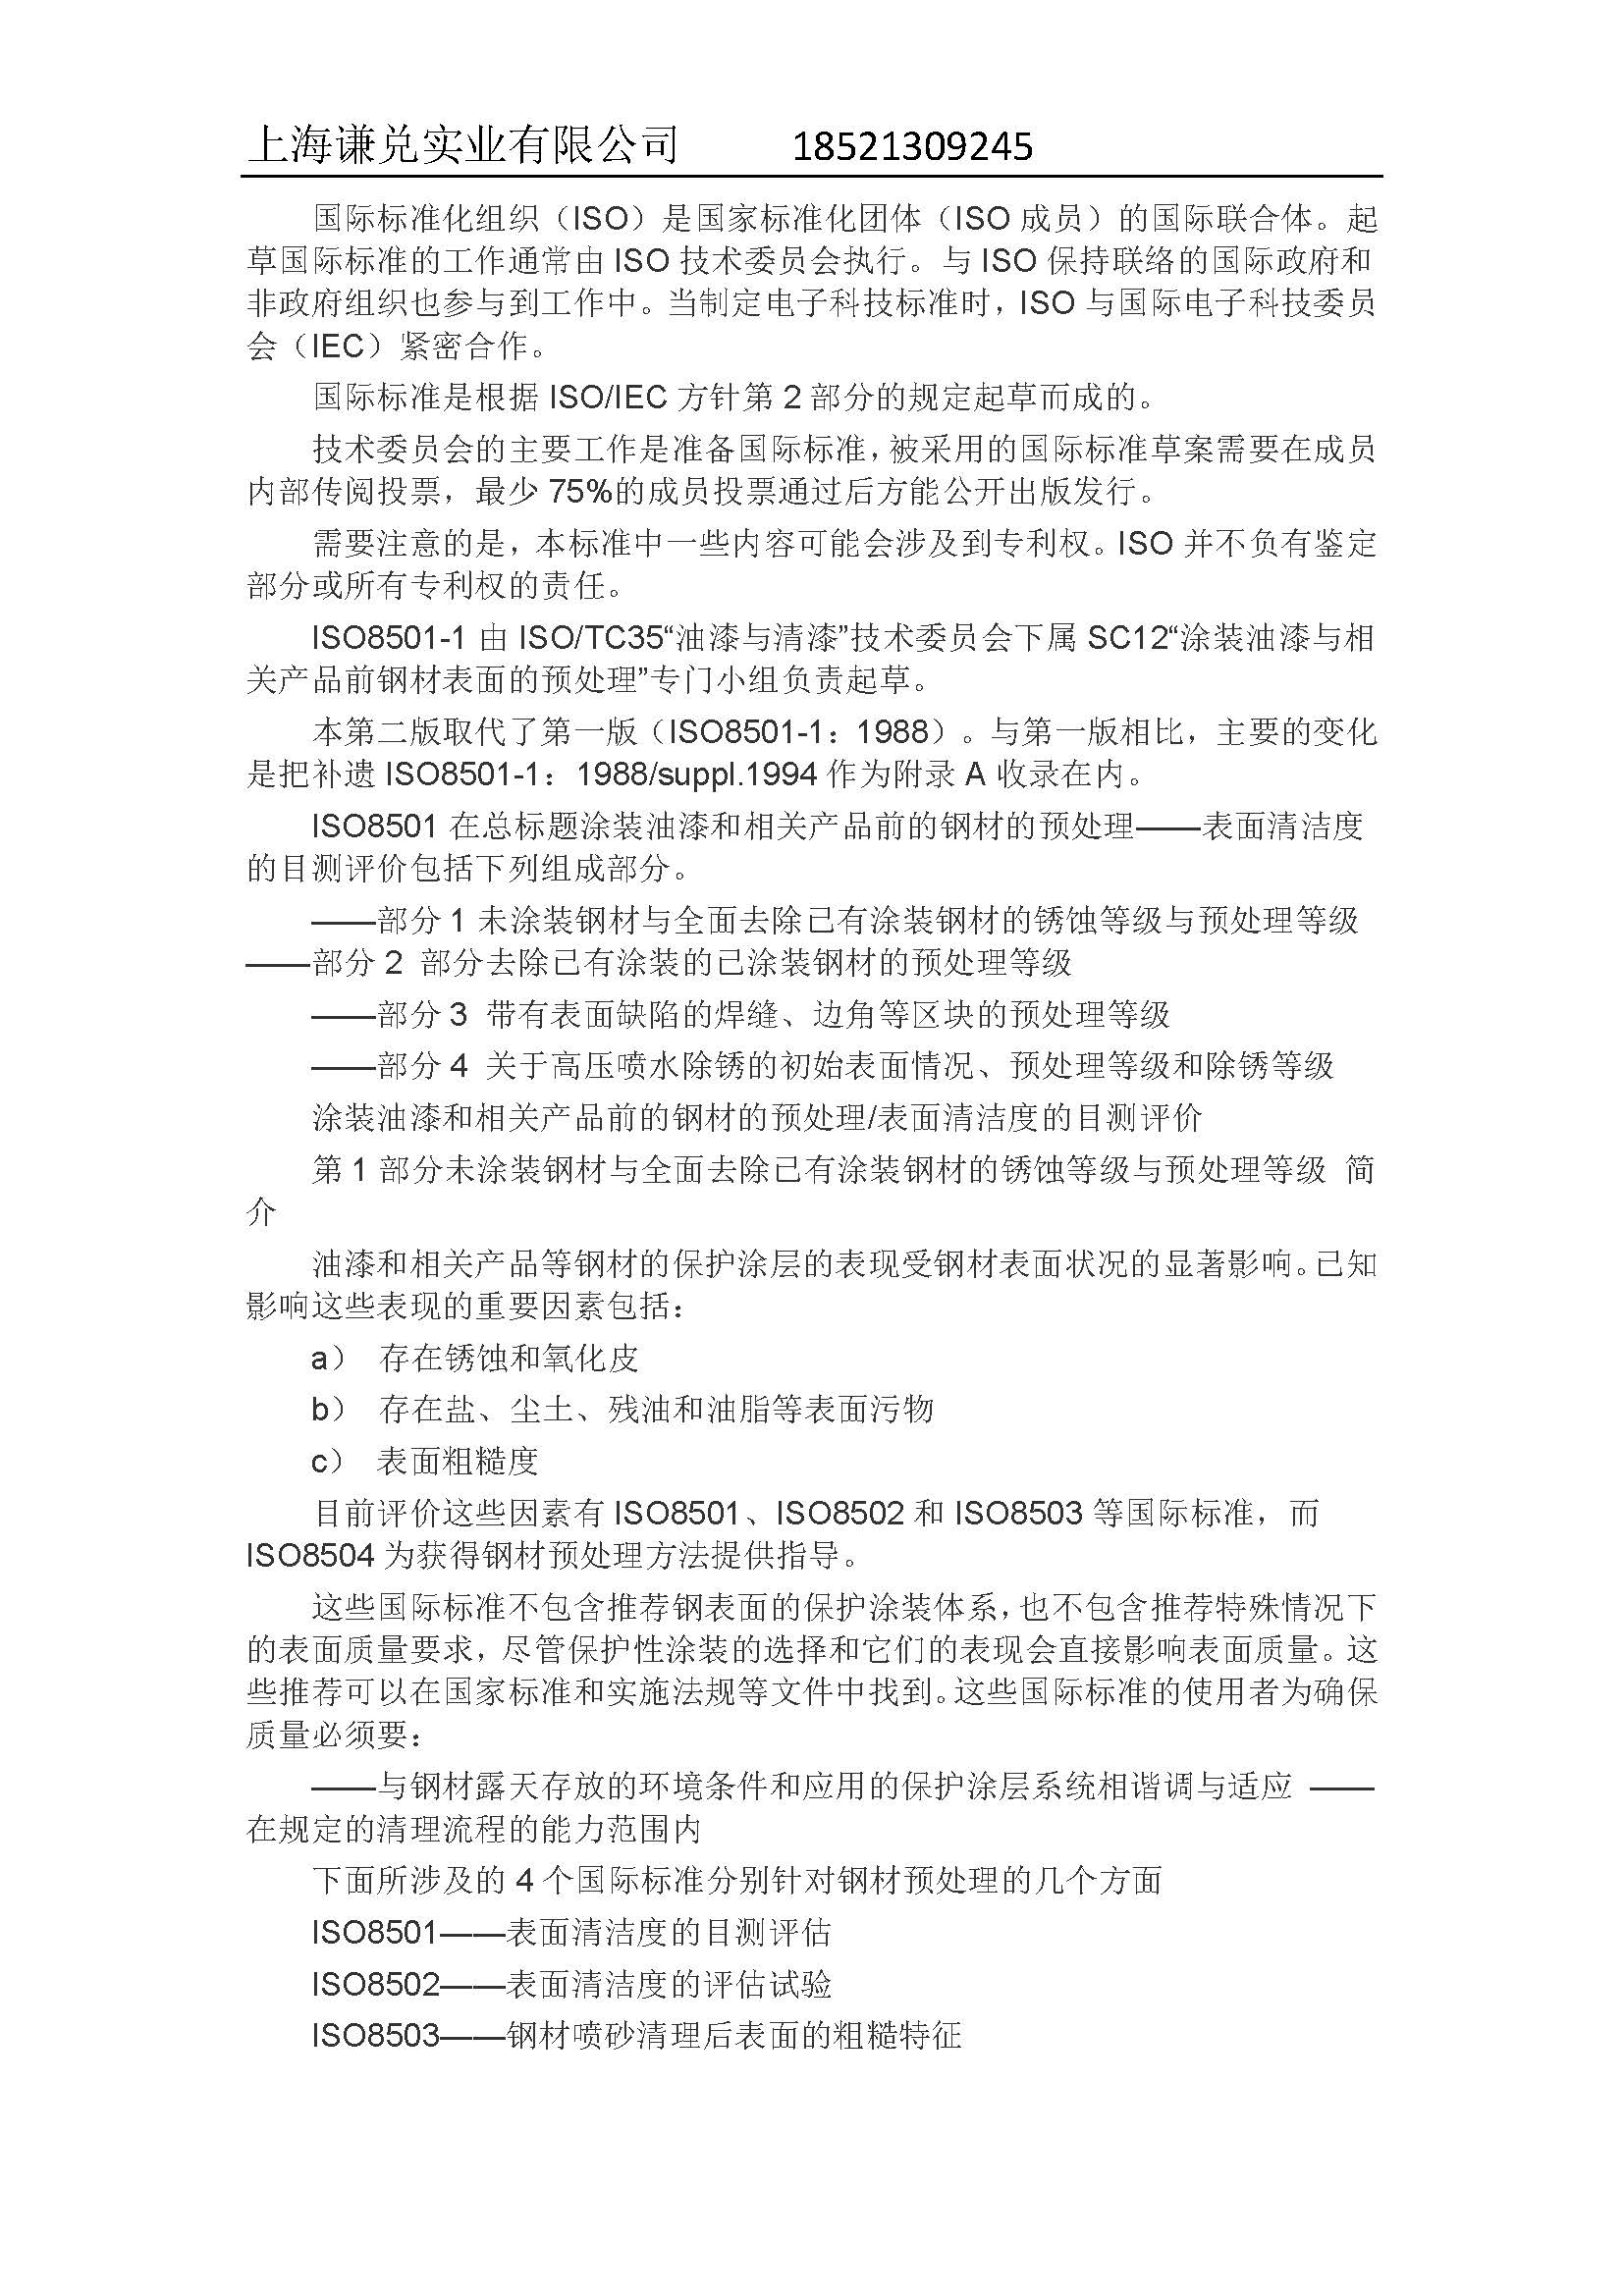 上海谦兑实业有限公司 18521309245
国际标准化组织（ISO）是国家标准化团体（ISO 成员）的国际联合体。起
草国际标准的工作通常由 ISO 技术委员会执行。与 ISO 保持联络的国际政府和
非政府组织也参与到工作中。当制定电子科技标准时，ISO 与国际电子科技委员
会（IEC）紧密合作。
国际标准是根据 ISO/IEC 方针第 2 部分的规定起草而成的。
技术委员会的主要工作是准备国际标准，被采用的国际标准草案需要在成员
内部传阅投票，最少 75%的成员投票通过后方能公开出版发行。
需要注意的是，本标准中一些内容可能会涉及到专利权。ISO 并不负有鉴定
部分或所有专利权的责任。
ISO8501-1 由 ISO/TC35“油漆与清漆”技术委员会下属 SC12“涂装油漆与相
关产品前钢材表面的预处理”专门小组负责起草。
本第二版取代了第一版（ISO8501-1：1988）。与第一版相比，主要的变化
是把补遗 ISO8501-1：1988/suppl.1994 作为附录 A 收录在内。
ISO8501 在总标题涂装油漆和相关产品前的钢材的预处理——表面清洁度
的目测评价包括下列组成部分。
——部分 1 未涂装钢材与全面去除已有涂装钢材的锈蚀等级与预处理等级
——部分 2 部分去除已有涂装的已涂装钢材的预处理等级
——部分 3 带有表面缺陷的焊缝、边角等区块的预处理等级
——部分 4 关于高压喷水除锈的初始表面情况、预处理等级和除锈等级
涂装油漆和相关产品前的钢材的预处理/表面清洁度的目测评价
第 1 部分未涂装钢材与全面去除已有涂装钢材的锈蚀等级与预处理等级 简
介
油漆和相关产品等钢材的保护涂层的表现受钢材表面状况的显著影响。已知
影响这些表现的重要因素包括：
a） 存在锈蚀和氧化皮
b） 存在盐、尘土、残油和油脂等表面污物
c） 表面粗糙度
目前评价这些因素有 ISO8501、ISO8502 和 ISO8503 等国际标准，而
ISO8504 为获得钢材预处理方法提供指导。
这些国际标准不包含推荐钢表面的保护涂装体系，也不包含推荐特殊情况下
的表面质量要求，尽管保护性涂装的选择和它们的表现会直接影响表面质量。这
些推荐可以在国家标准和实施法规等文件中找到。这些国际标准的使用者为确保
质量必须要：
——与钢材露天存放的环境条件和应用的保护涂层系统相谐调与适应 ——
在规定的清理流程的能力范围内
下面所涉及的 4 个国际标准分别针对钢材预处理的几个方面
ISO8501——表面清洁度的目测评估
ISO8502——表面清洁度的评估试验
ISO8503——钢材喷砂清理后表面的粗糙特征